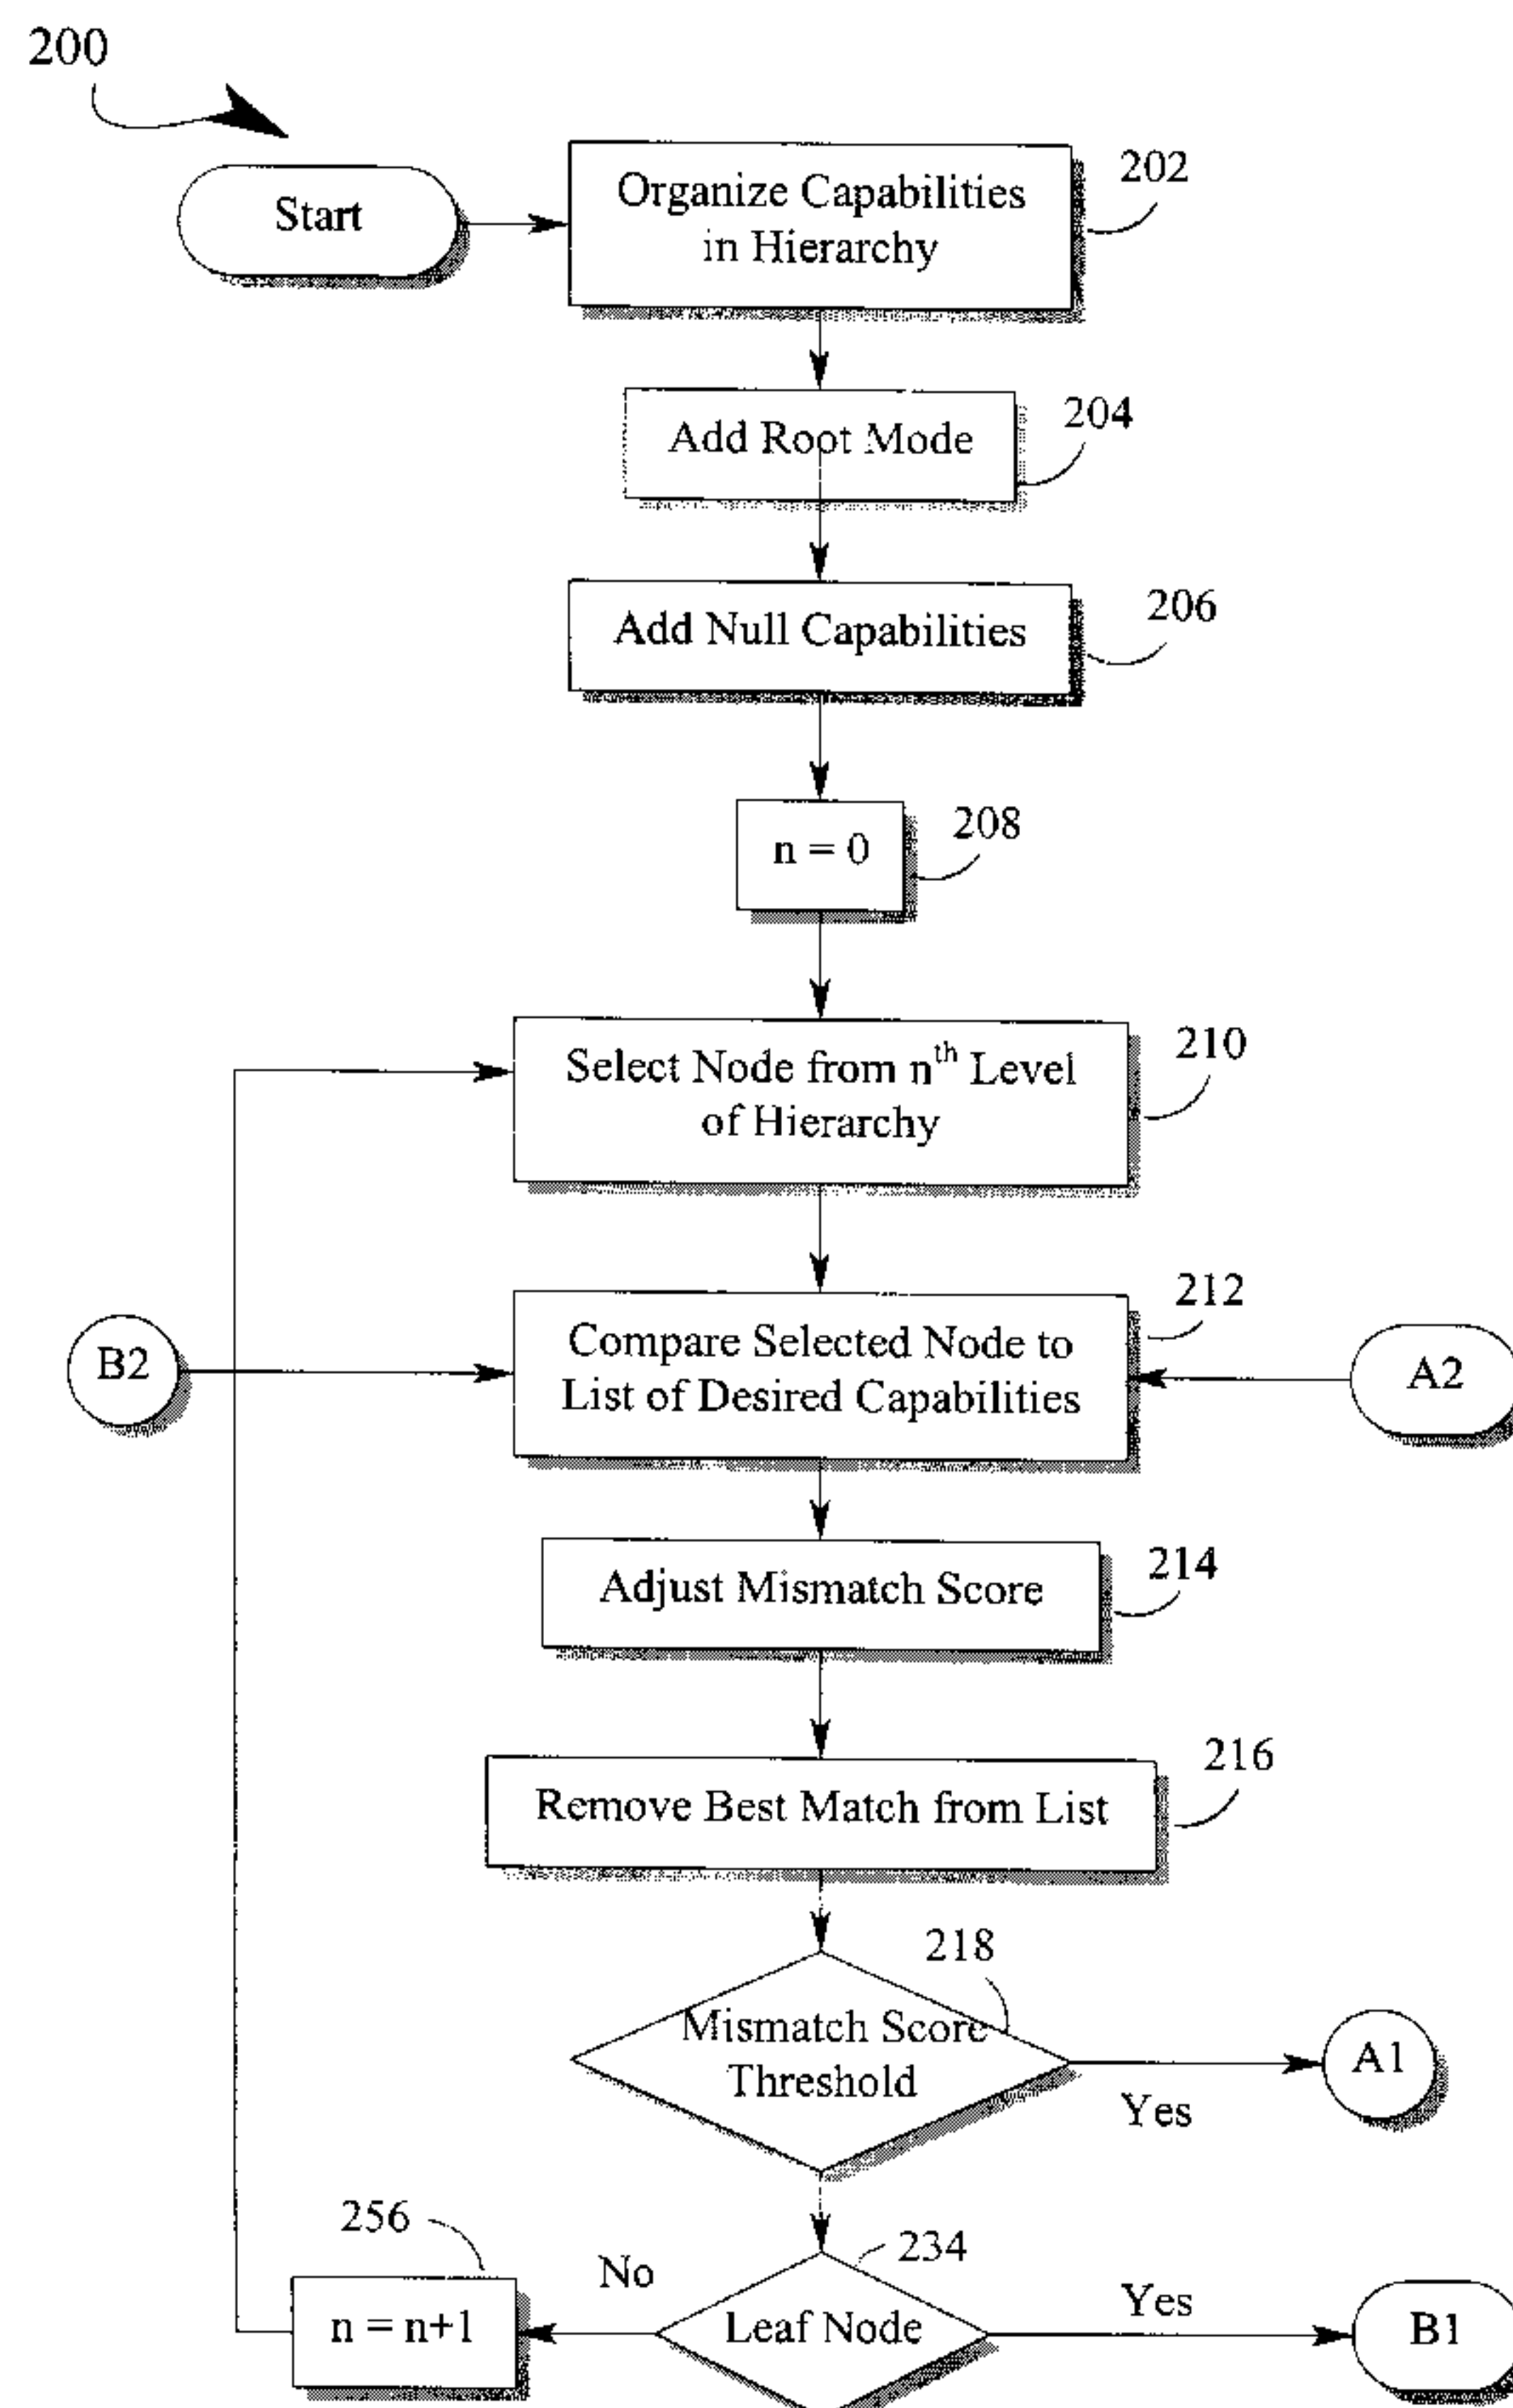 200
Start
Organize Capabilities
in Hierarchy
202
Add Root Mode
204
Add Null Capabilities
206
n = 0
208
Select Node from nth Level
of Hierarchy
210
B2
Compare Selected Node to
List of Desired Capabilities
212
A2
Adjust Mismatch Score
214
Remove Best Match from List
216
218
Mismatch Score
Threshold
Yes
A1
256
n = n+1
No
234
Leaf Node
Yes
B1